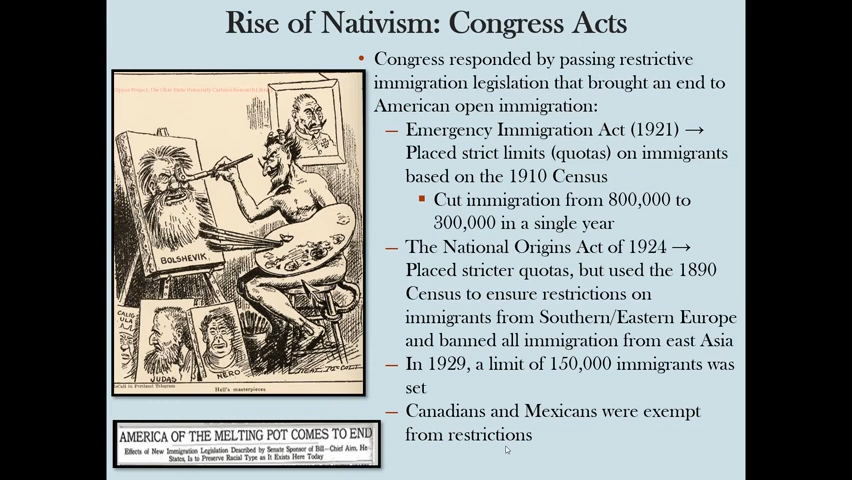 Rise of Nativism: Congress Acts
• Congress responded by passing restrictive
immigration legislation that brought an end to
American open immigration:
– Emergency Immigration Act (1921) →
Placed strict limits (quotas) on immigrants
based on the 1910 Census
▪ Cut immigration from 800,000 to
300,000 in a single year
– The National Origins Act of 1924 →
Placed stricter quotas, but used the 1890
Census to ensure restrictions on
immigrants from Southern/Eastern Europe
and banned all immigration from east Asia
– In 1929, a limit of 150,000 immigrants was
set
– Canadians and Mexicans were exempt
from restrictions
BOLSHEVIK.
CALIG
ULA
JUDAS
NERO
Hell's masterpieces
AMERICA OF THE MELTING POT COMES TO END
Effects of New Immigration Legislation Described by Senate Sponsor of Bill—Chief Aim, He
States, Is to Preserve Racial Type as It Exists Here Today